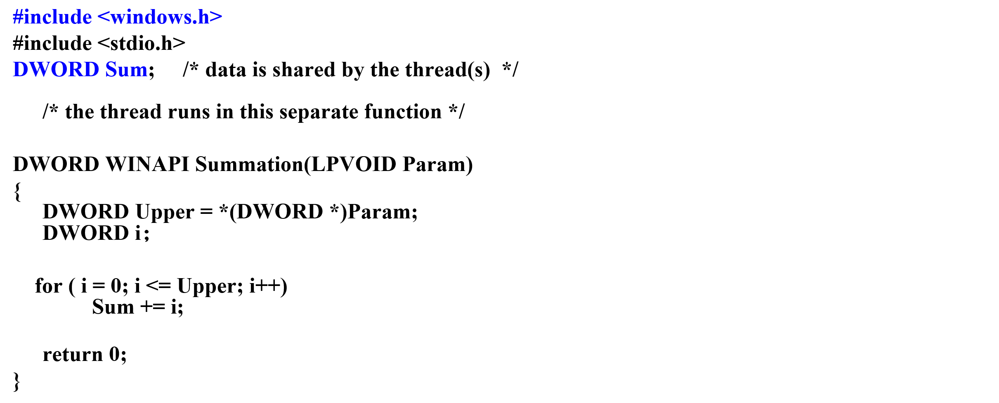 #include <windows.h>
#include <stdio.h>
DWORD Sum;    /* data is shared by the thread(s)  */
/* the thread runs in this separate function */
DWORD WINAPI Summation(LPVOID Param)
{
DWORD Upper = *(DWORD *)Param;
DWORD i;
for ( i = 0; i <= Upper; i++)
Sum += i;
return 0;
}